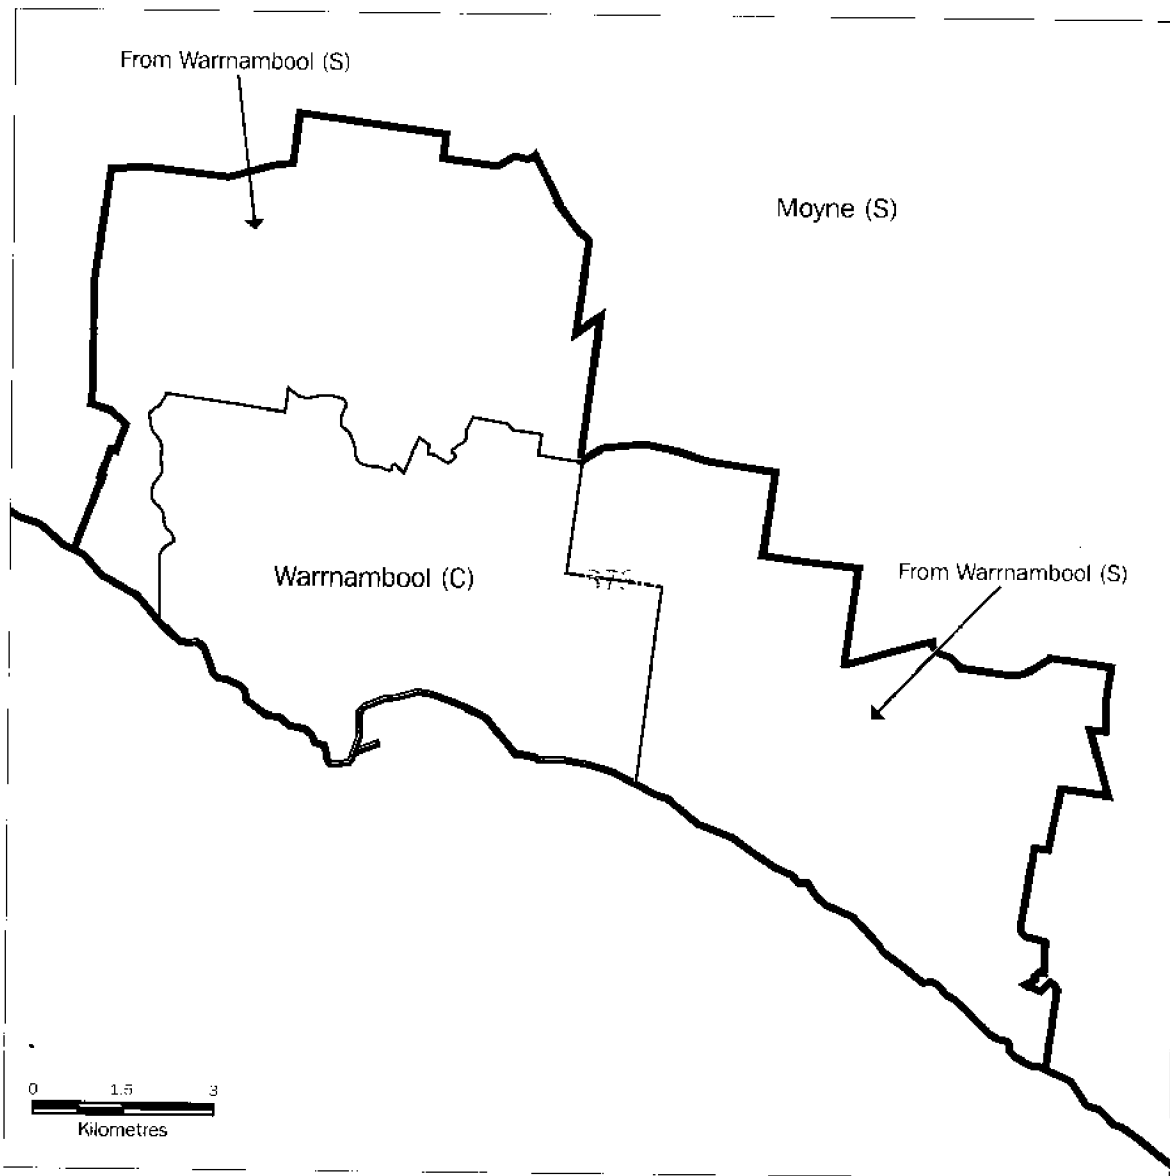 From Warrnambool (S)
Moyne (S)
Warrnambool (C)
From Warrnambool (S)
0 1.5 3
Kilometres